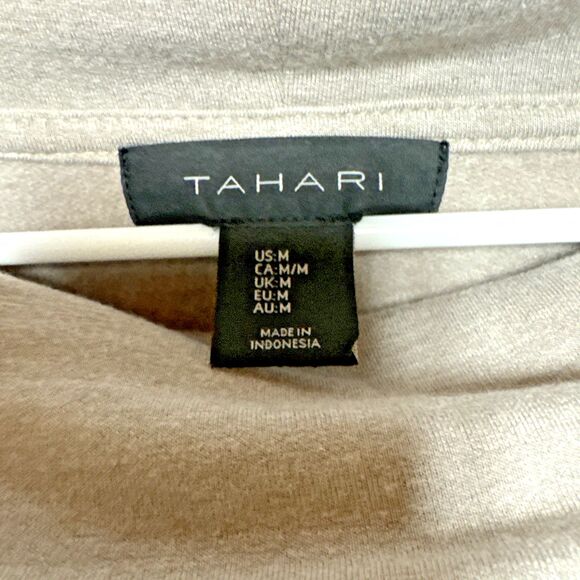 TAHARI
US:M
CA:M/M
UK:M
EU:M
AU:M
MADE IN
INDONESIA